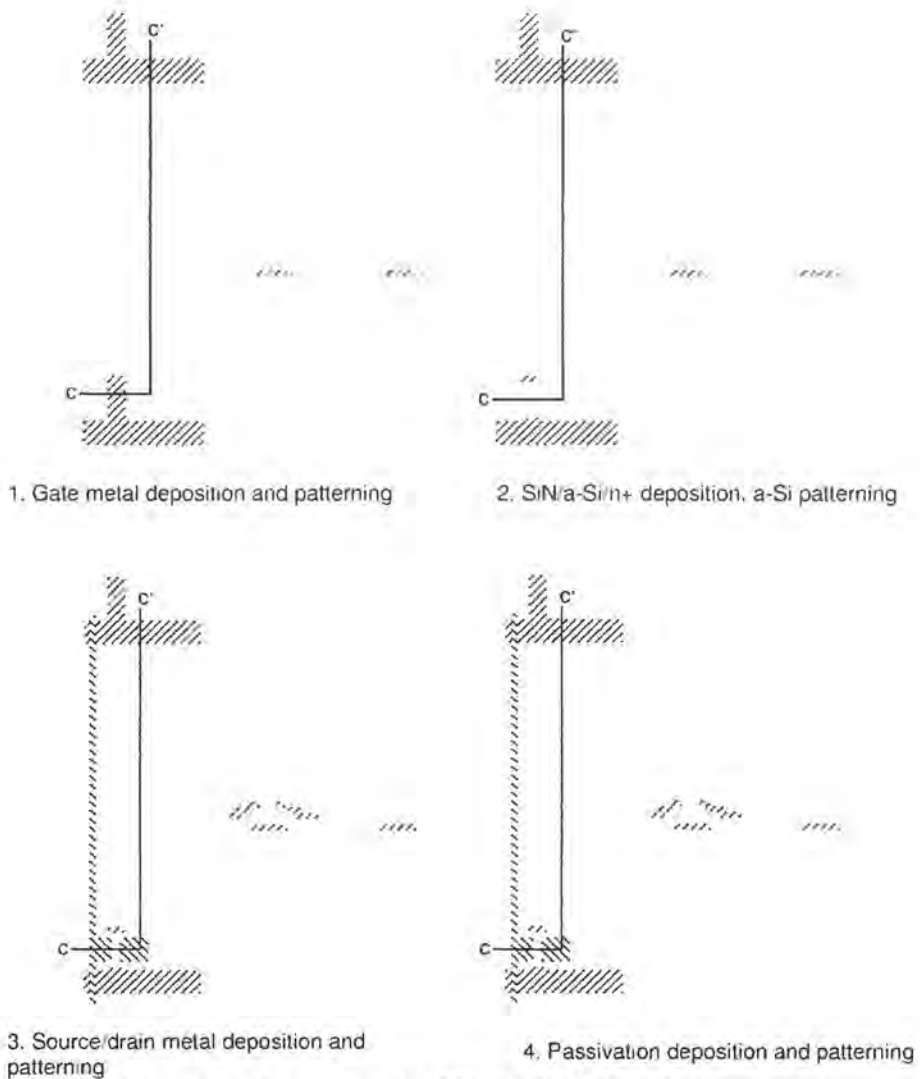 C'
C'
C
C
1. Gate metal deposition and patterning
2. SiN/a-Si/n+ deposition, a-Si patterning
C'
C'
C
C
3. Source/drain metal deposition and
patterning
4. Passivation deposition and patterning